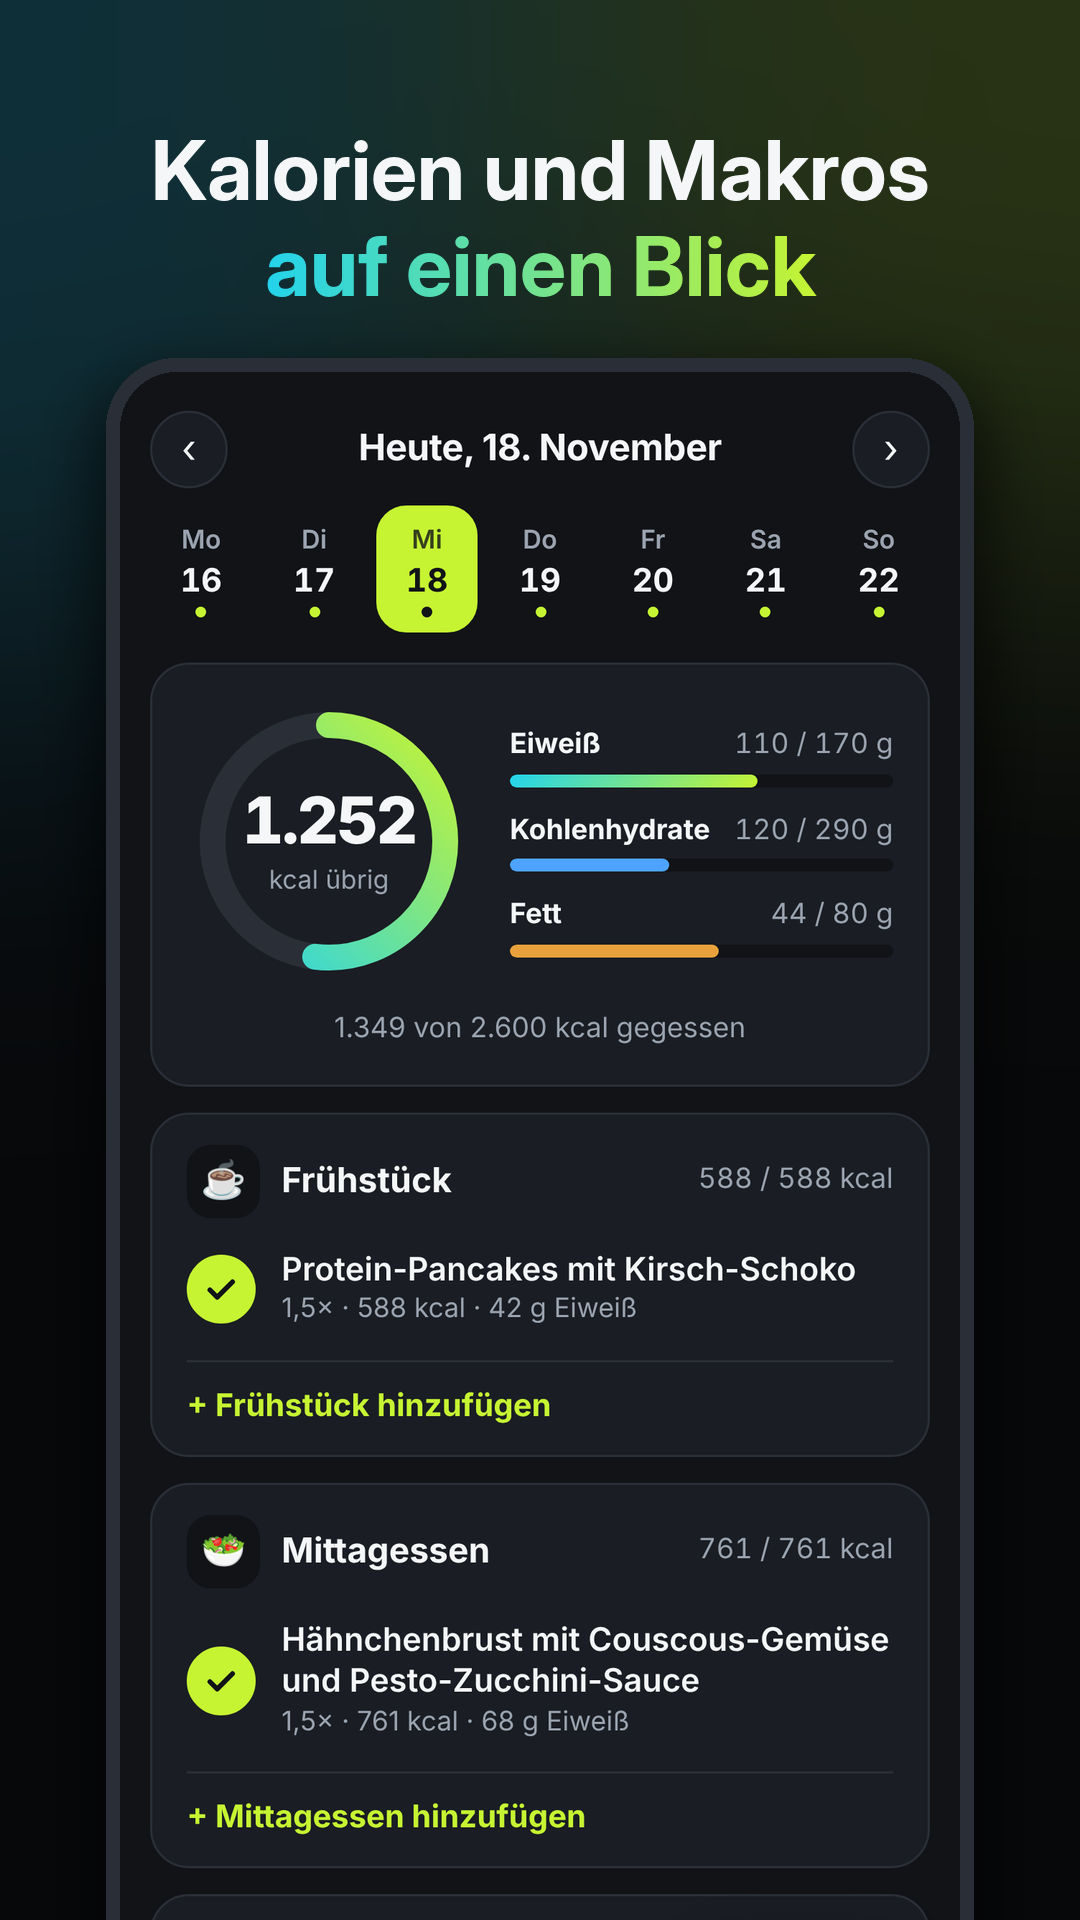 Kalorien und Makros
auf einen Blick
‹ Heute, 18. November ›
Mo Di Mi Do Fr Sa So
16 17 18 19 20 21 22
1.252
kcal übrig
Eiweiß 110 / 170 g
Kohlenhydrate 120 / 290 g
Fett 44 / 80 g
1.349 von 2.600 kcal gegessen
Frühstück 588 / 588 kcal
Protein-Pancakes mit Kirsch-Schoko
1,5× · 588 kcal · 42 g Eiweiß
+ Frühstück hinzufügen
Mittagessen 761 / 761 kcal
Hähnchenbrust mit Couscous-Gemüse
und Pesto-Zucchini-Sauce
1,5× · 761 kcal · 68 g Eiweiß
+ Mittagessen hinzufügen